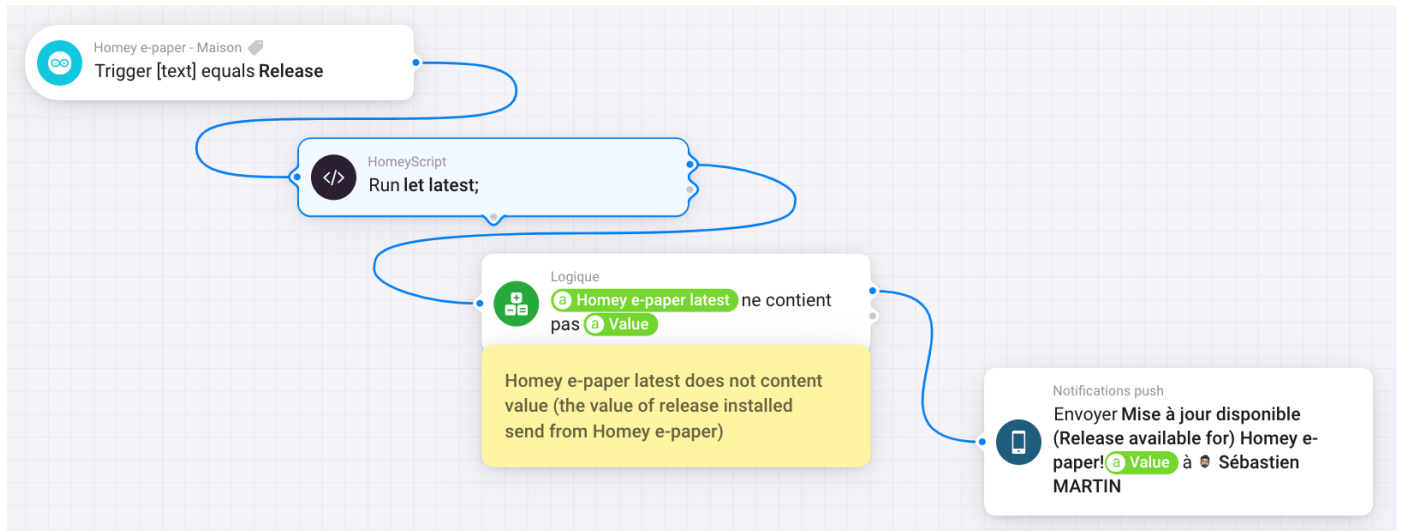 Homey e-paper - Maison
Trigger [text] equals Release
HomeyScript
Run let latest;
Logique
a Homey e-paper latest ne contient
pas a Value
Homey e-paper latest does not content
value (the value of release installed
send from Homey e-paper)
Notifications push
Envoyer Mise à jour disponible
(Release available for) Homey e-
paper! a Value à Sébastien
MARTIN